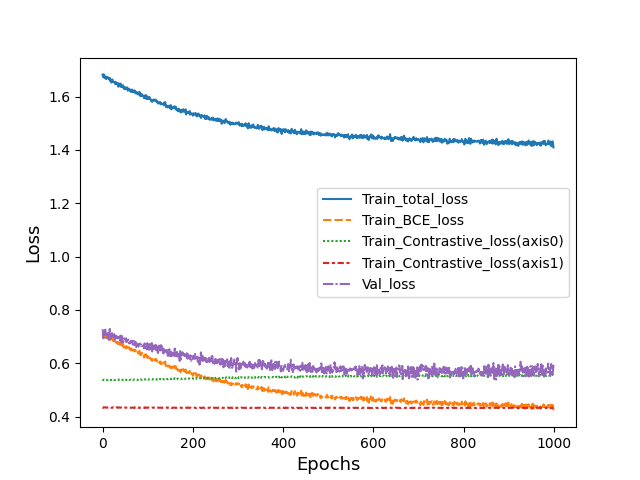 Loss
1.6
1.4
1.2
1.0
0.8
0.6
0.4
Train_total_loss
Train_BCE_loss
Train_Contrastive_loss(axis0)
Train_Contrastive_loss(axis1)
Val_loss
0 200 400 600 800 1000
Epochs